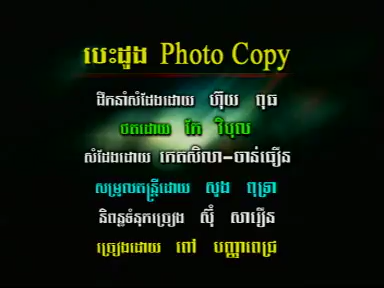 បេះដូង Photo Copy
ដឹកនាំសំដែងដោយ ហ៊ុយ ពុធ
ថតដោយ កែ វិបុល
សំដែងដោយ កេតសិលា-ចាន់ធឿន
សម្រួលតន្ត្រីដោយ សួង ពុទ្រា
និពន្ធទំនុកច្រៀង ស៊ុំ សាឡឿន
ច្រៀងដោយ ពៅ បញ្ញាពេជ្រ